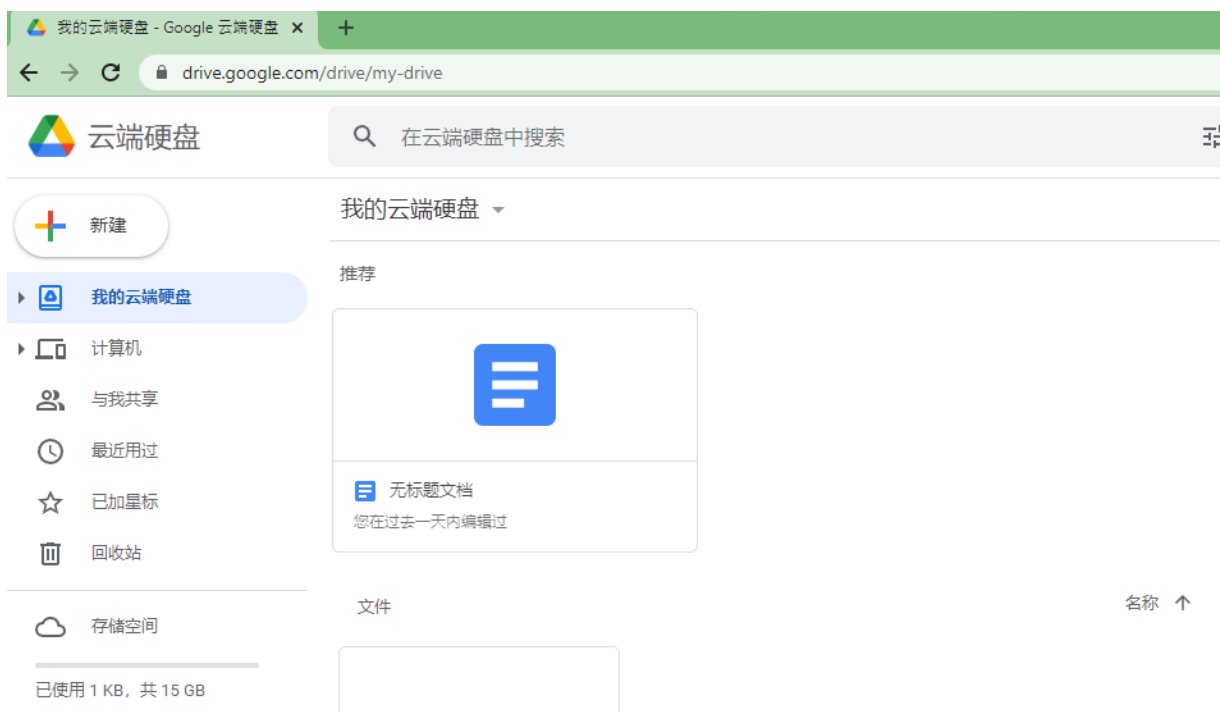 我的云端硬盘 - Google 云端硬盘
drive.google.com/drive/my-drive
云端硬盘
在云端硬盘中搜索
新建
我的云端硬盘
我的云端硬盘
计算机
与我共享
最近用过
已加星标
回收站
存储空间
已使用 1 KB，共 15 GB
推荐
无标题文档
您在过去一天内编辑过
文件
名称